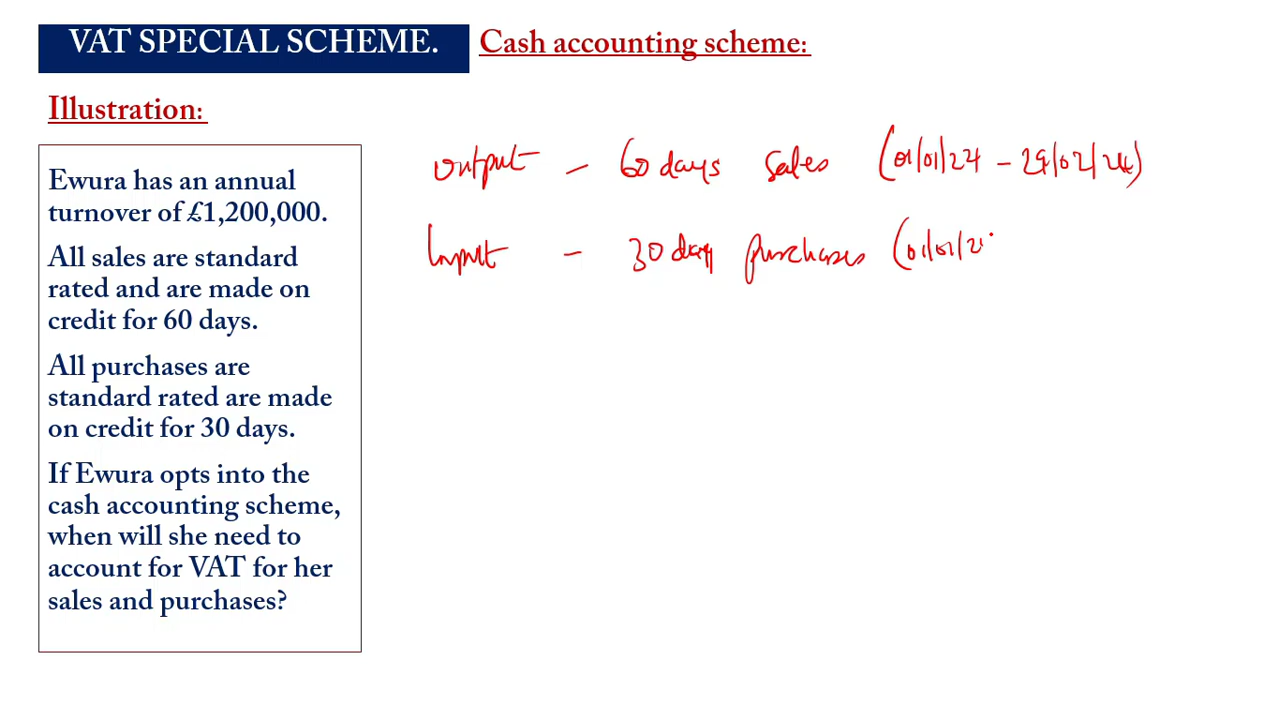 VAT SPECIAL SCHEME. Cash accounting scheme:
Illustration:
Ewura has an annual
turnover of £1,200,000.
All sales are standard
rated and are made on
credit for 60 days.
All purchases are
standard rated are made
on credit for 30 days.
If Ewura opts into the
cash accounting scheme,
when will she need to
account for VAT for her
sales and purchases?
output – 60 days sales (01/01/24 – 29/02/24)
Input – 30 day purchases (01/01/2